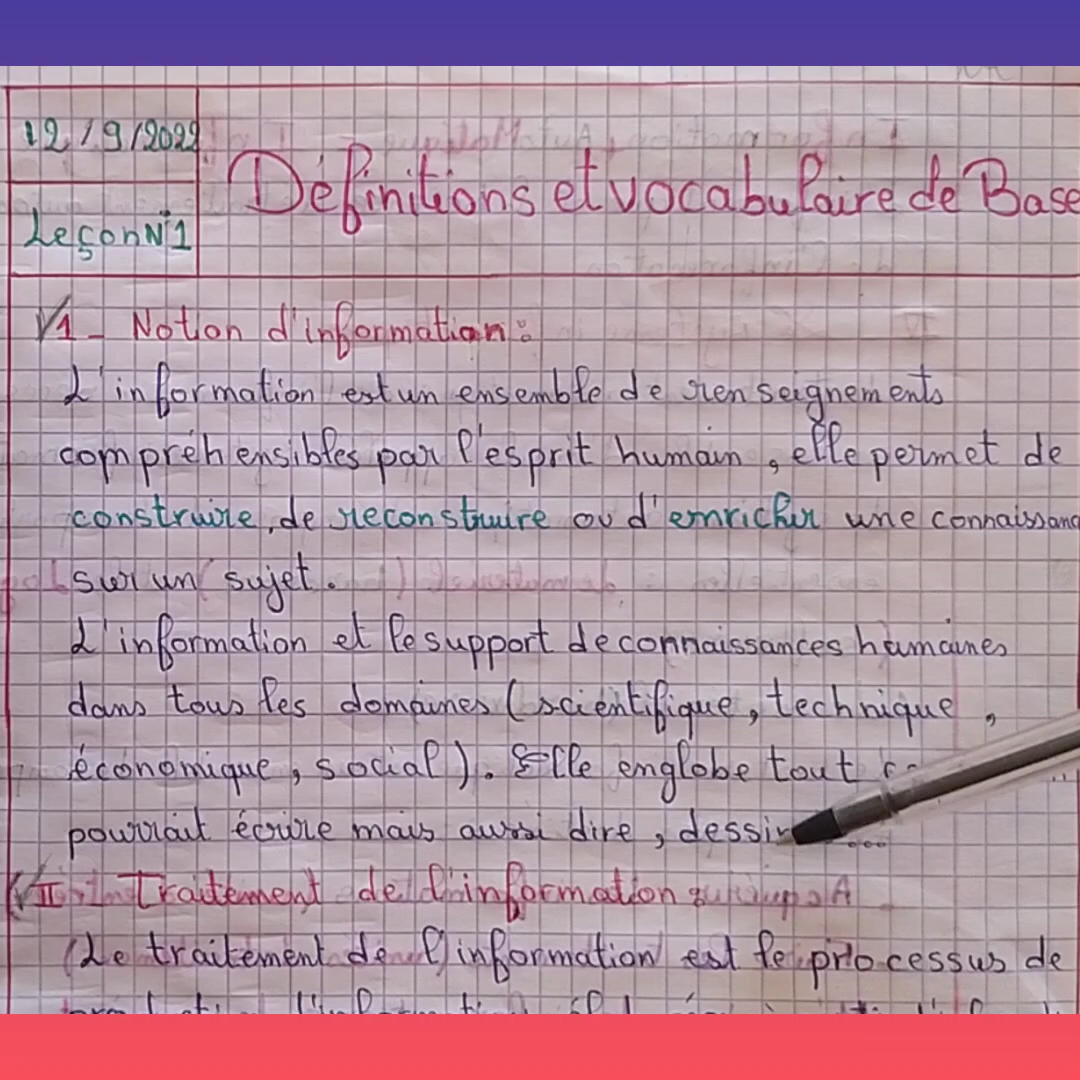 12/9/2022
Définitions et vocabulaire de Base
Leçon N°1
1- Notion d'information:
L'information est un ensemble de renseignements
compréhensibles par l'esprit humain, elle permet de
construire, de reconstruire ou d'enrichir une connaissanc
sur un sujet.
L'information et le support de connaissances humaines
dans tous les domaines (scientifique, technique,
économique, social). Elle englobe tout
pourrait écrire mais aussi dire, ...
II- Traitement de l'information
Le traitement de l'information est le processus de